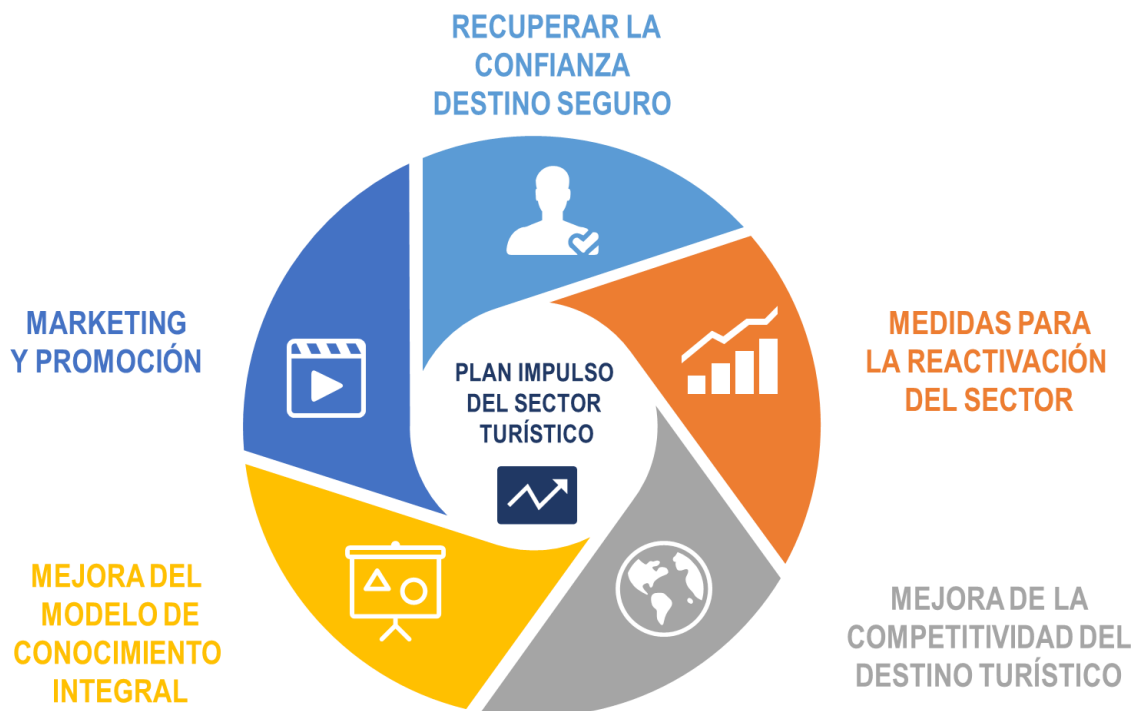 RECUPERAR LA
CONFIANZA
DESTINO SEGURO
MARKETING
Y PROMOCIÓN
PLAN IMPULSO
DEL SECTOR
TURÍSTICO
MEDIDAS PARA
LA REACTIVACIÓN
DEL SECTOR
MEJORA DEL
MODELO DE
CONOCIMIENTO
INTEGRAL
MEJORA DE LA
COMPETITIVIDAD DEL
DESTINO TURÍSTICO